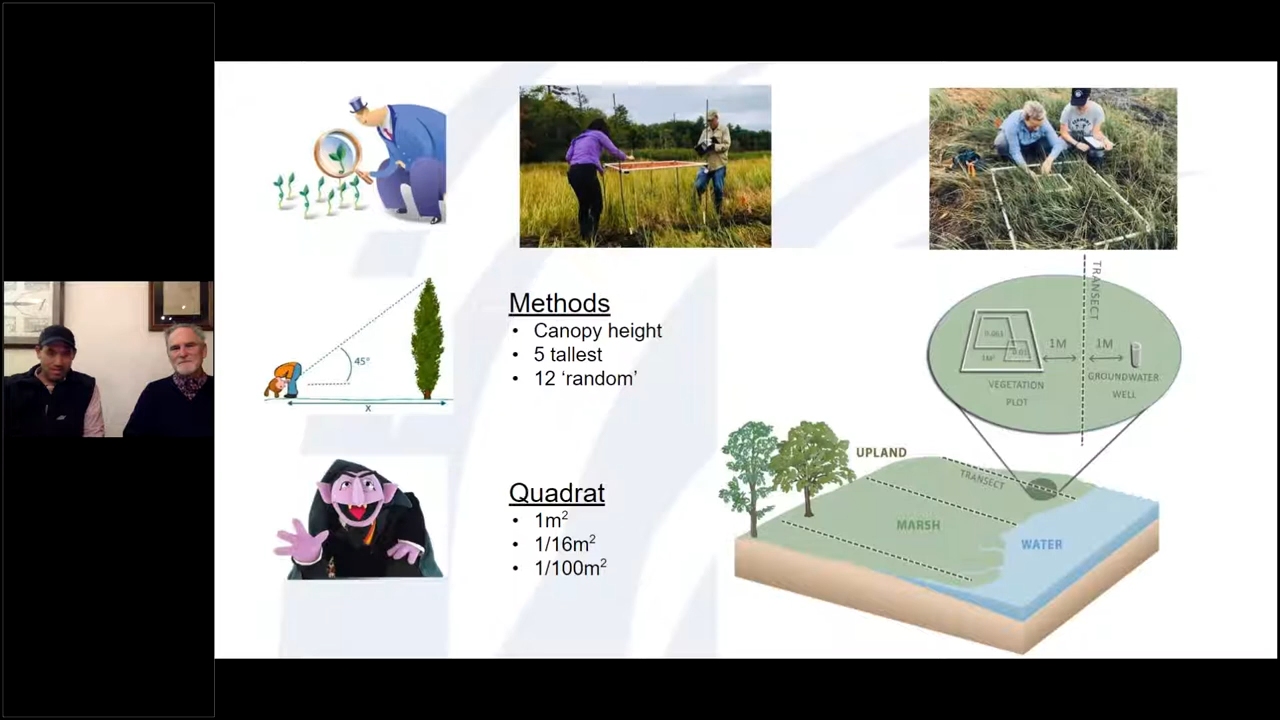 45°
x
Methods
• Canopy height
• 5 tallest
• 12 ‘random’
Quadrat
• 1m²
• 1/16m²
• 1/100m²
TRANSECT
1M
1M
1M²
VEGETATION
PLOT
GROUNDWATER
WELL
UPLAND
TRANSECT
MARSH
WATER